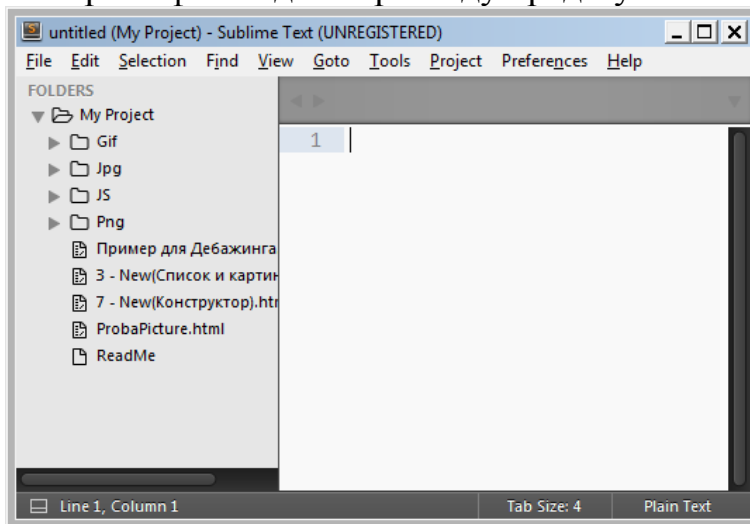 untitled (My Project) - Sublime Text (UNREGISTERED)
File Edit Selection Find View Goto Tools Project Preferences Help
FOLDERS
My Project
Gif
Jpg
JS
Png
Пример для Дебажинга
3 - New(Список и картин
7 - New(Конструктор).htm
ProbaPicture.html
ReadMe
1
Line 1, Column 1 Tab Size: 4 Plain Text